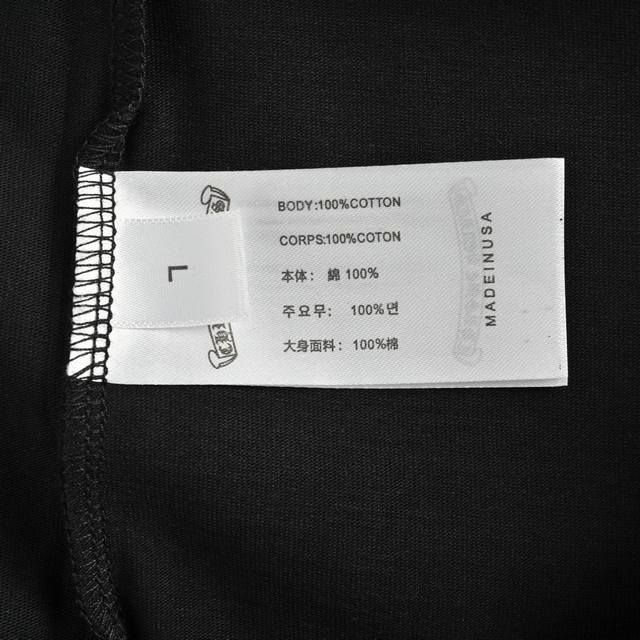 L
BODY:100%COTTON
CORPS:100%COTON
本体: 綿 100%
주요무: 100%면
大身面料: 100%棉
MADEINUSA